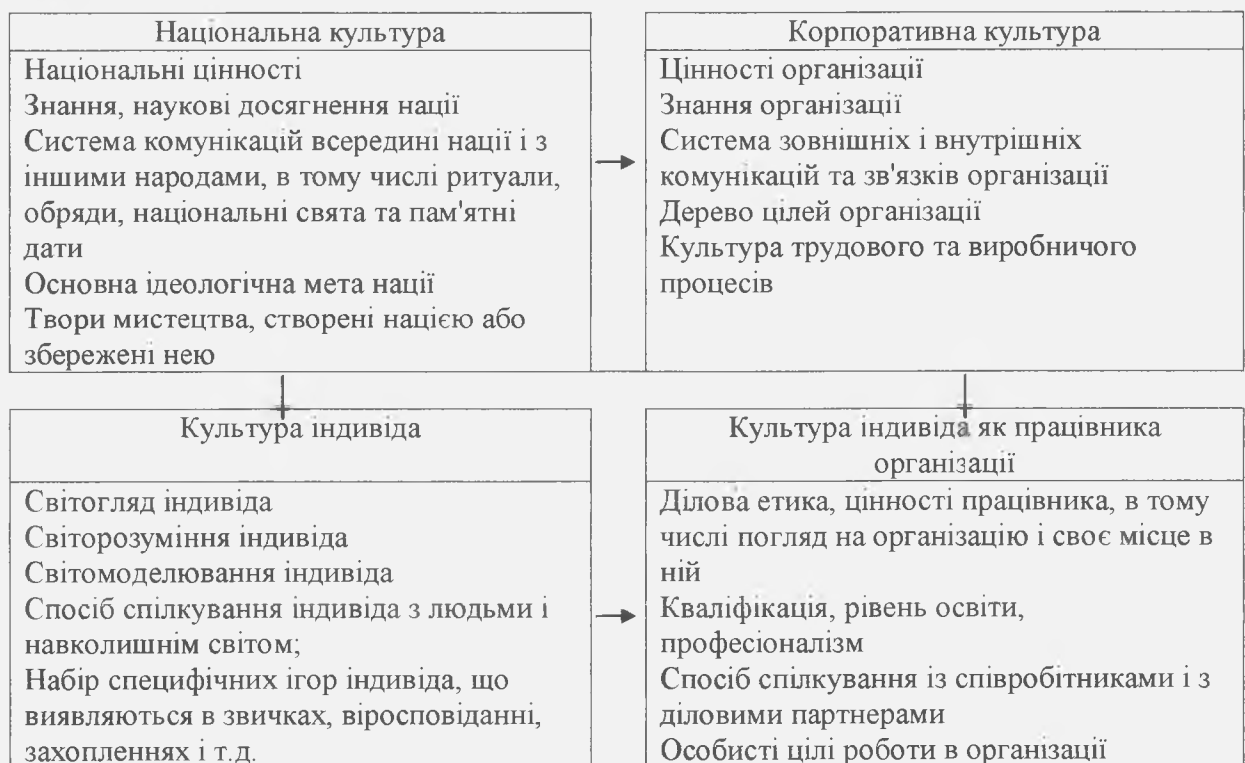 Національна культура
Національні цінності
Знання, наукові досягнення нації
Система комунікацій всередині нації і з
іншими народами, в тому числі ритуали,
обряди, національні свята та пам'ятні
дати
Основна ідеологічна мета нації
Твори мистецтва, створені нацією або
збережені нею
Корпоративна культура
Цінності організації
Знання організації
Система зовнішніх і внутрішніх
комунікацій та зв'язків організації
Дерево цілей організації
Культура трудового та виробничого
процесів
Культура індивіда
Світогляд індивіда
Світорозуміння індивіда
Світомоделювання індивіда
Спосіб спілкування індивіда з людьми і
навколишнім світом;
Набір специфічних ігор індивіда, що
виявляються в звичках, віросповіданні,
захопленнях і т.д.
Культура індивіда як працівника
організації
Ділова етика, цінності працівника, в тому
числі погляд на організацію і своє місце в
ній
Кваліфікація, рівень освіти,
професіоналізм
Спосіб спілкування із співробітниками і з
діловими партнерами
Особисті цілі роботи в організації